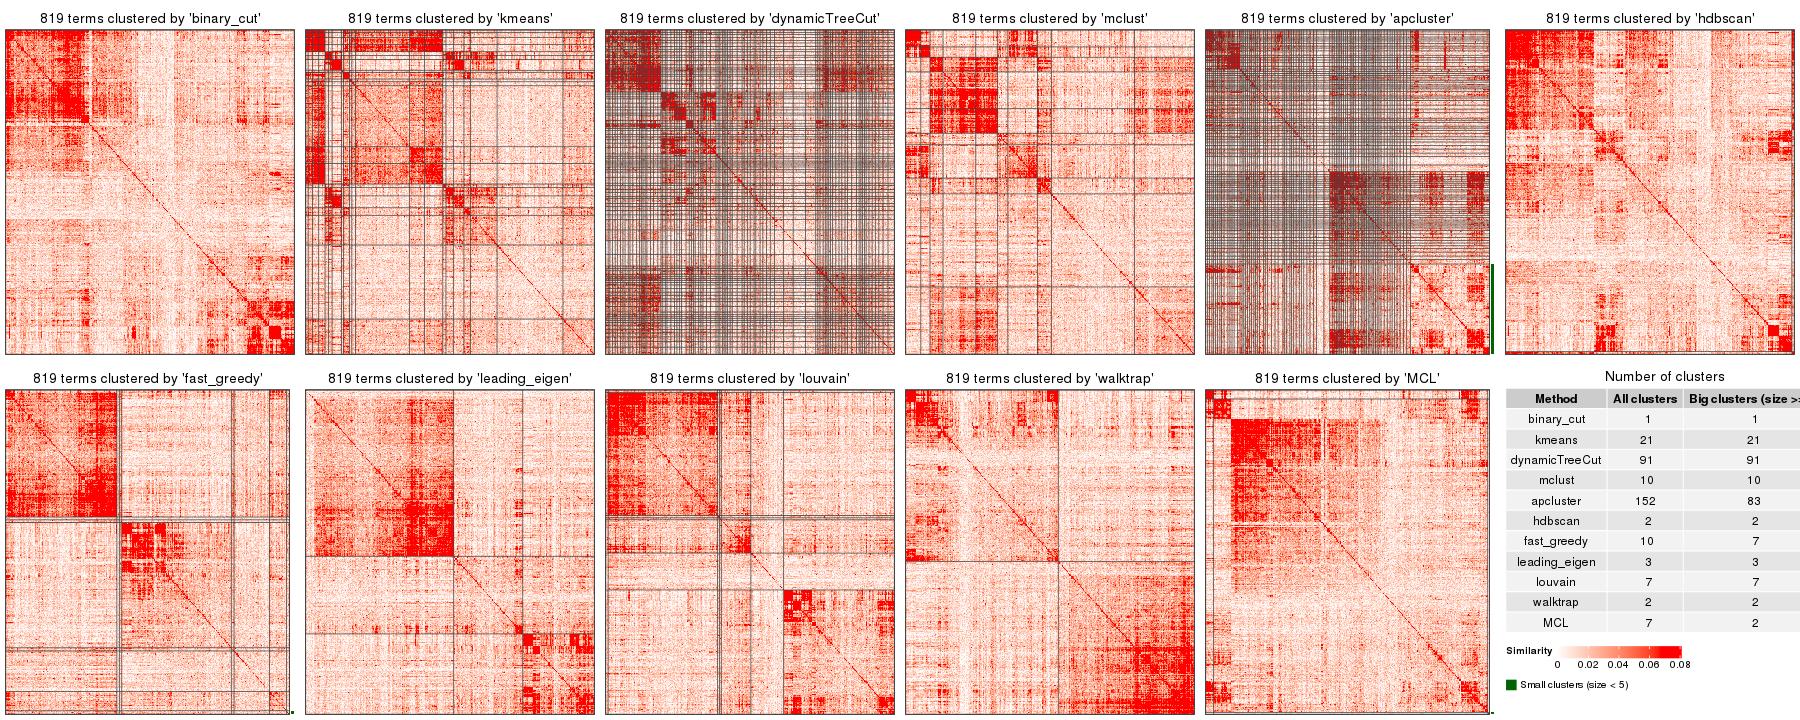 819 terms clustered by 'binary_cut'
819 terms clustered by 'kmeans'
819 terms clustered by 'dynamicTreeCut'
819 terms clustered by 'mclust'
819 terms clustered by 'apcluster'
819 terms clustered by 'hdbscan'
819 terms clustered by 'fast_greedy'
819 terms clustered by 'leading_eigen'
819 terms clustered by 'louvain'
819 terms clustered by 'walktrap'
819 terms clustered by 'MCL'
Number of clusters
Method All clusters Big clusters (size >=
binary_cut 1 1
kmeans 21 21
dynamicTreeCut 91 91
mclust 10 10
apcluster 152 83
hdbscan 2 2
fast_greedy 10 7
leading_eigen 3 3
louvain 7 7
walktrap 2 2
MCL 7 2
Similarity
0 0.02 0.04 0.06 0.08
Small clusters (size < 5)